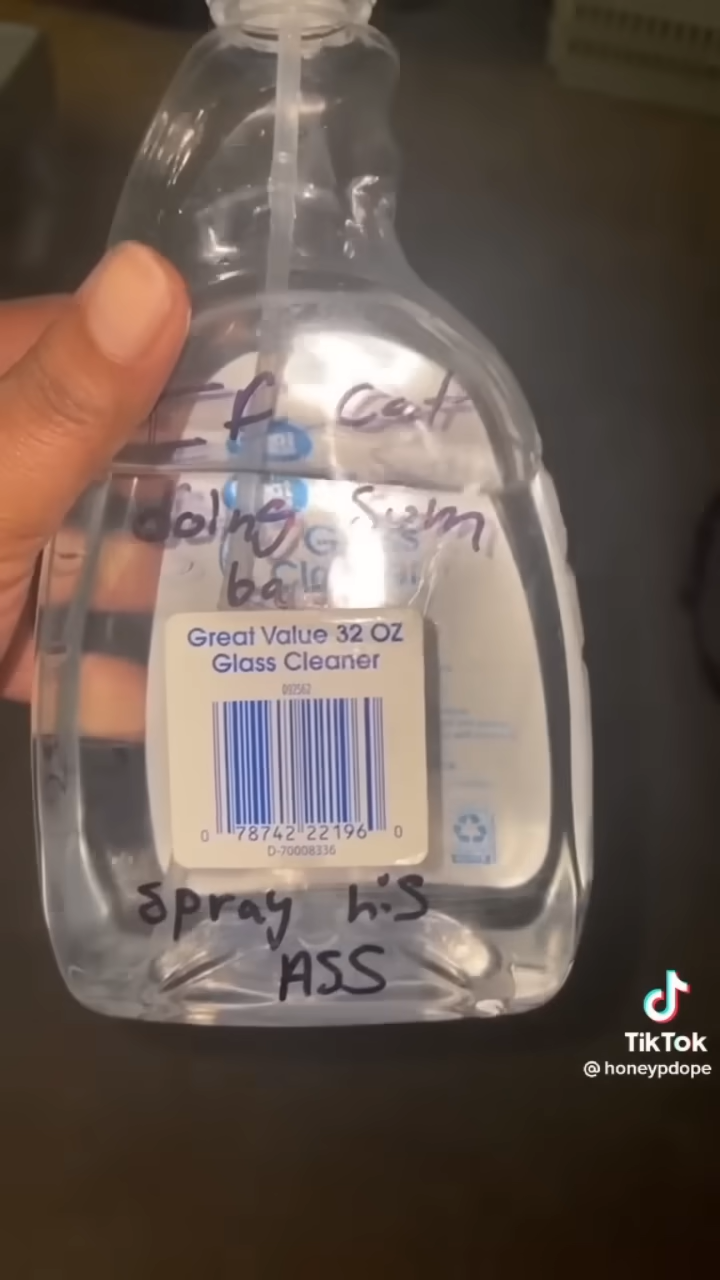 If cat
doing Sum
ba
Great Value 32 OZ
Glass Cleaner
0 78742 22196 0
D-70008336
Spray his
ASS
TikTok
@honeypdope